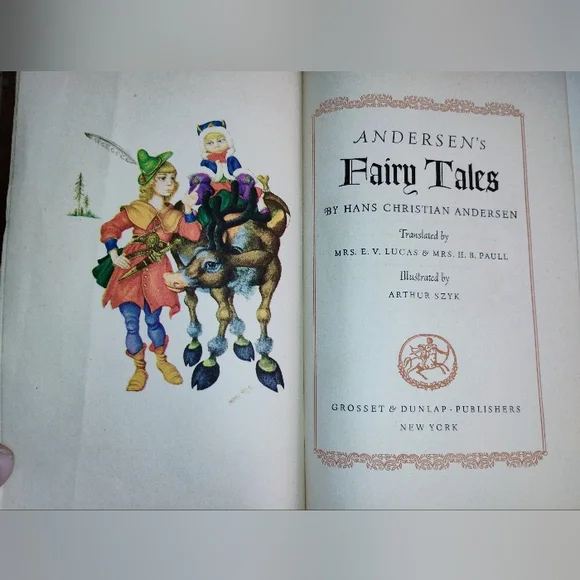 ANDERSEN'S
Fairy Tales
BY HANS CHRISTIAN ANDERSEN
Translated by
MRS. E. V. LUCAS & MRS. H. B. PAULL
Illustrated by
ARTHUR SZYK
GROSSET & DUNLAP · PUBLISHERS
NEW YORK